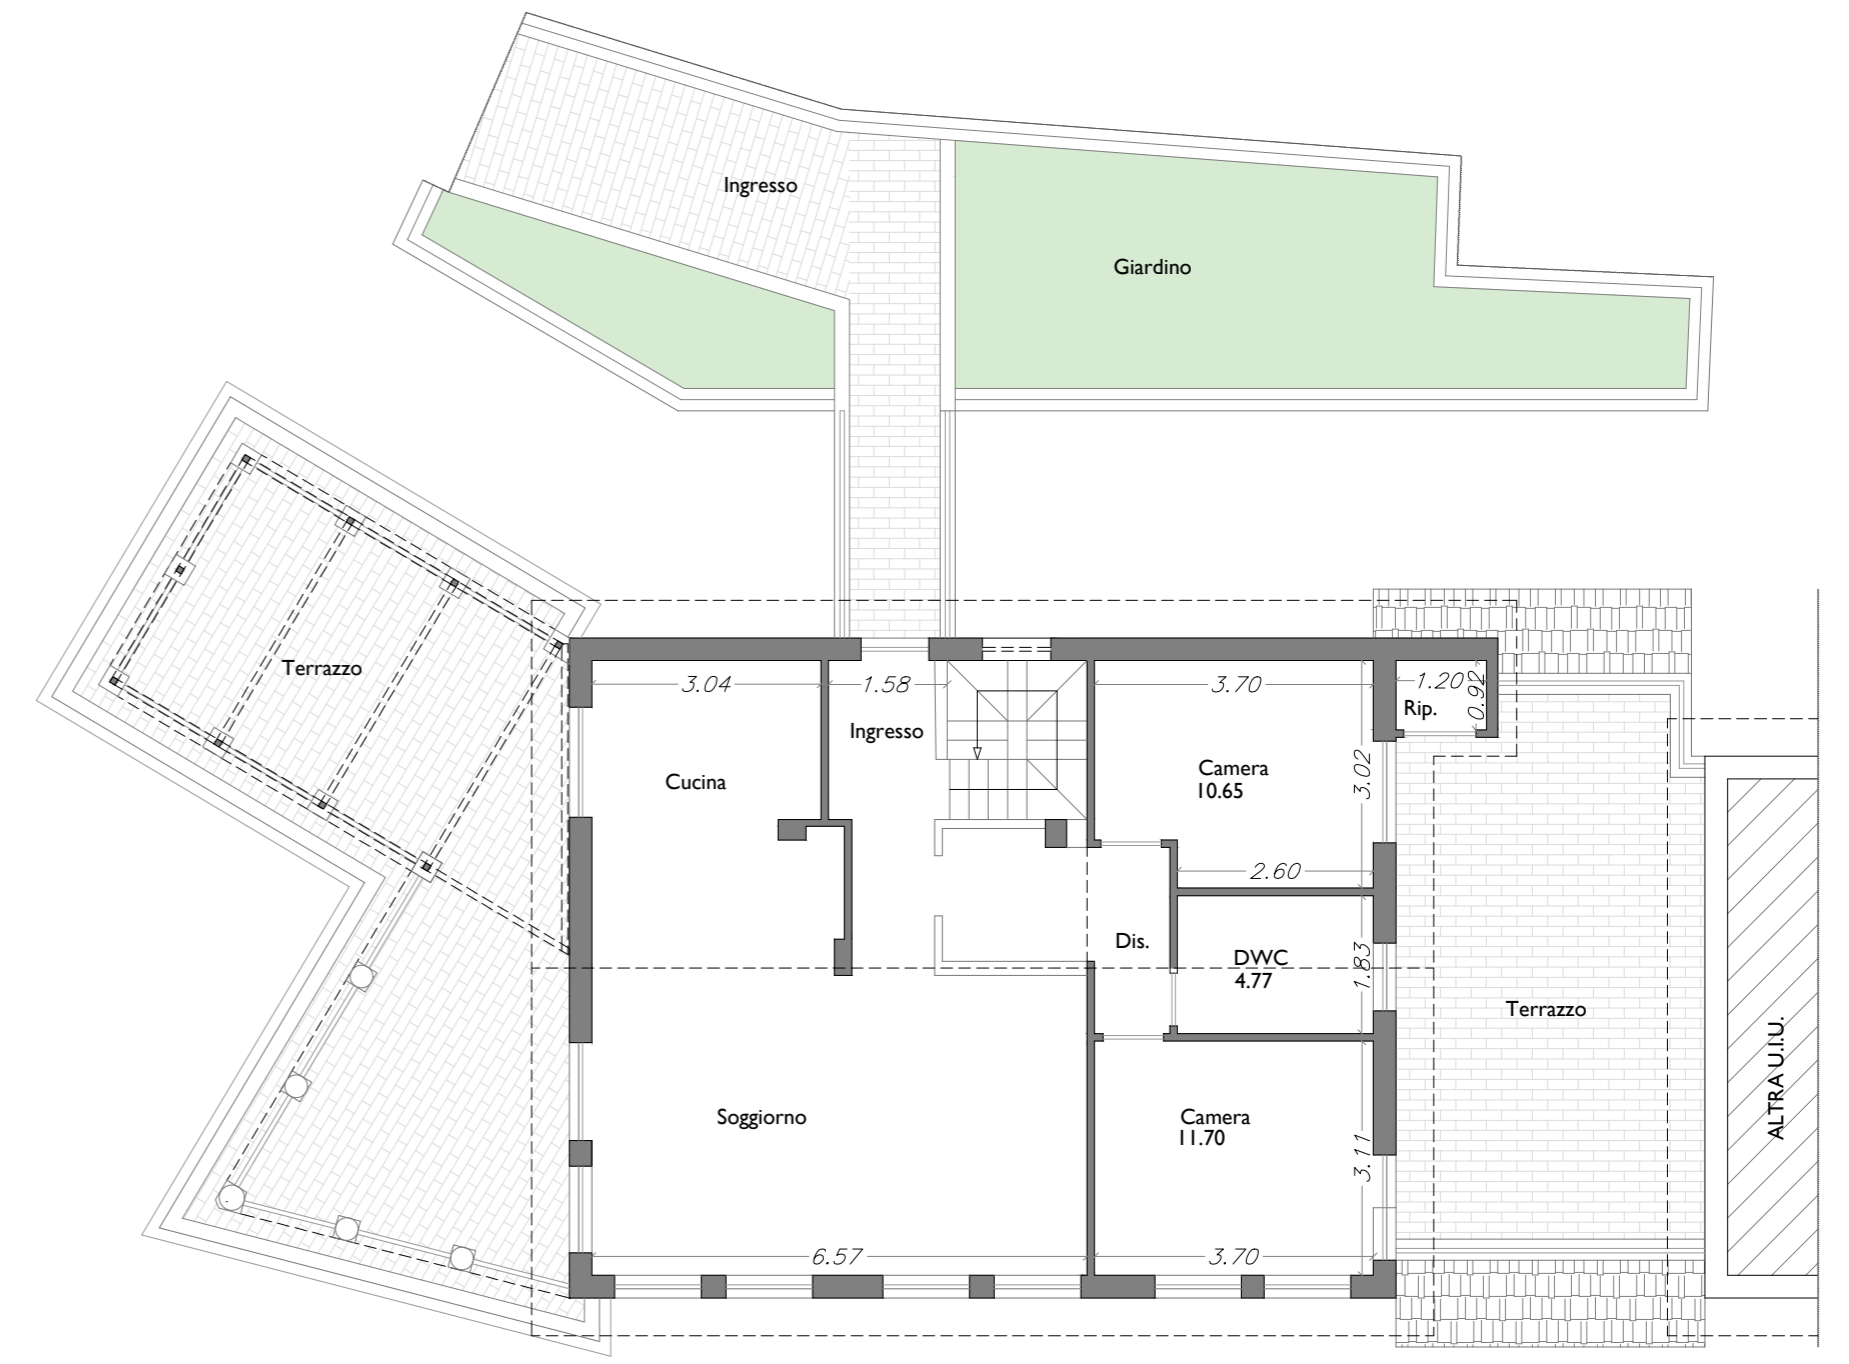 Ingresso
Giardino
Terrazzo
3.04
1.58
3.70
1.20
0.92
Rip.
Ingresso
Cucina
Camera
10.65
3.02
2.60
Dis.
DWC
4.77
1.83
Terrazzo
ALTRA U.I.U.
Soggiorno
Camera
11.70
3.11
6.57
3.70